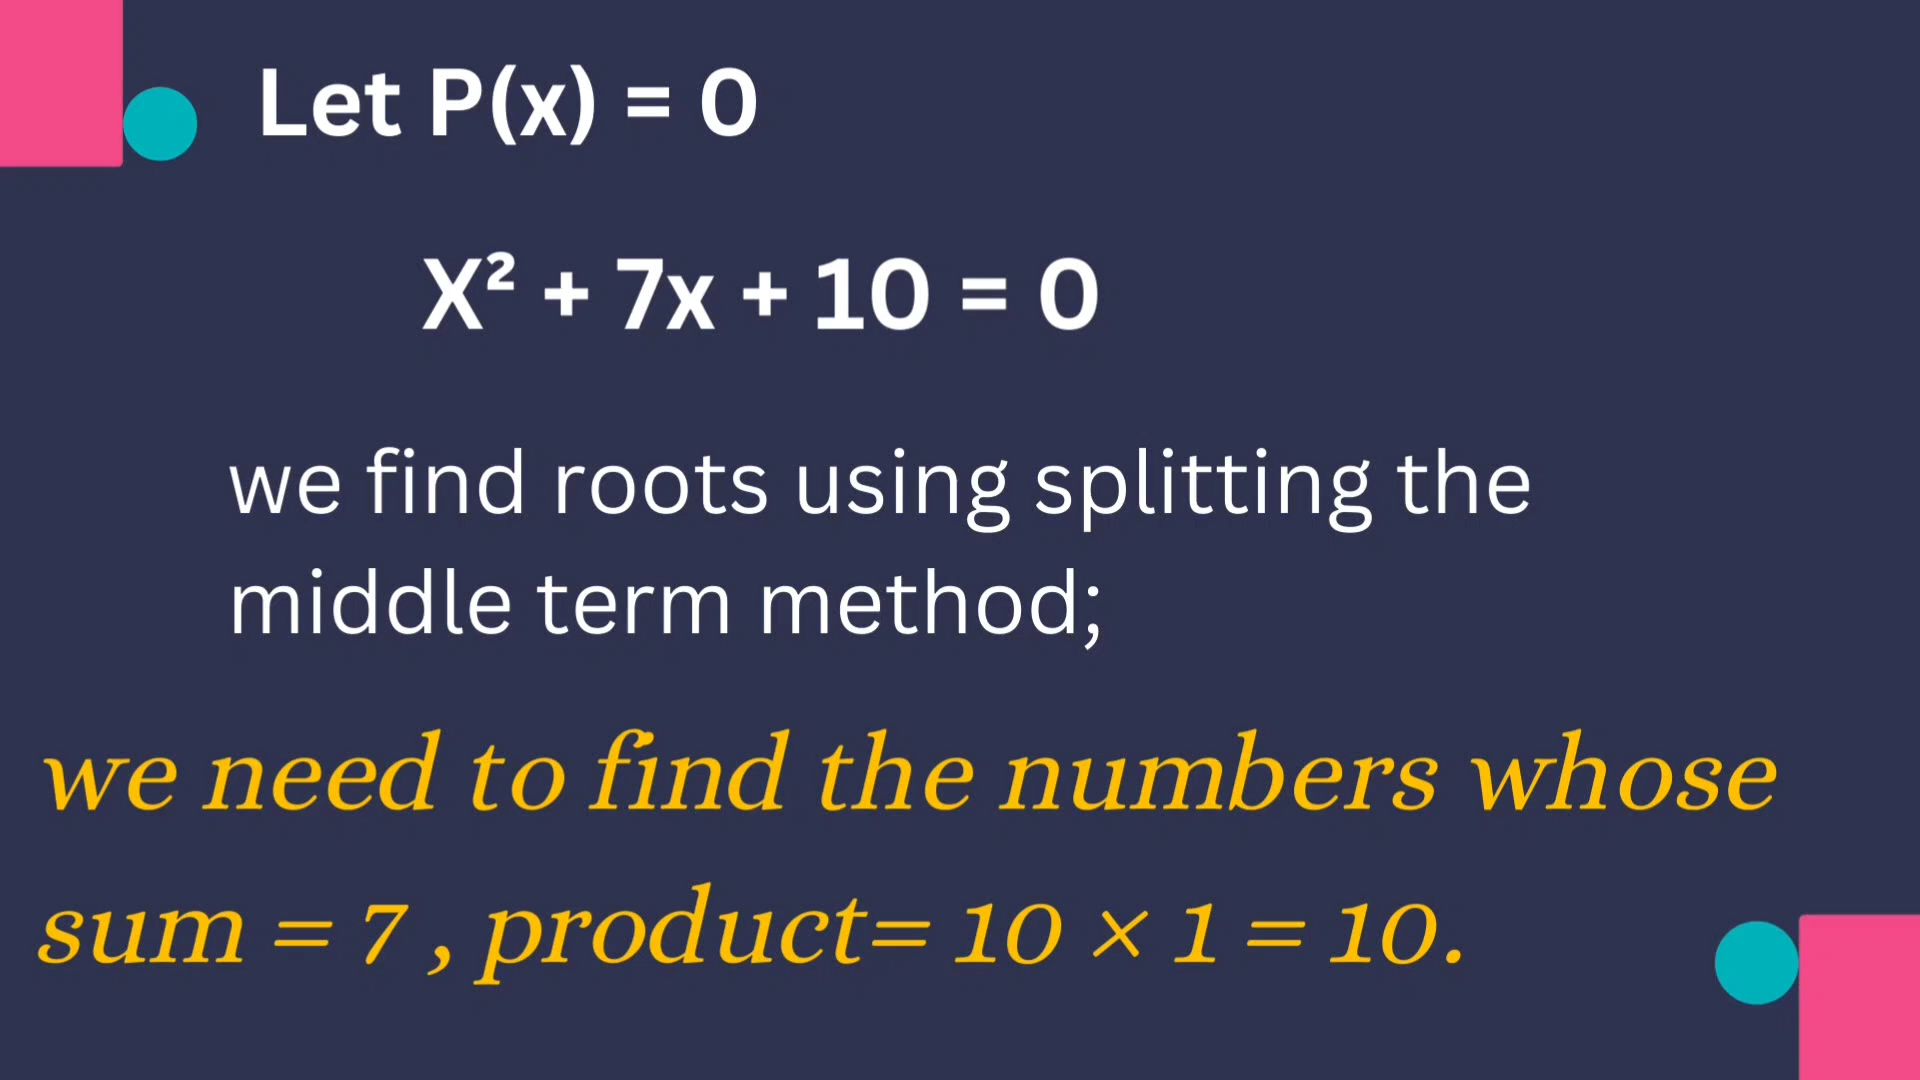 Let P(x) = 0
X² + 7x + 10 = 0
we find roots using splitting the
middle term method;
we need to find the numbers whose
sum = 7 , product= 10 × 1 = 10.